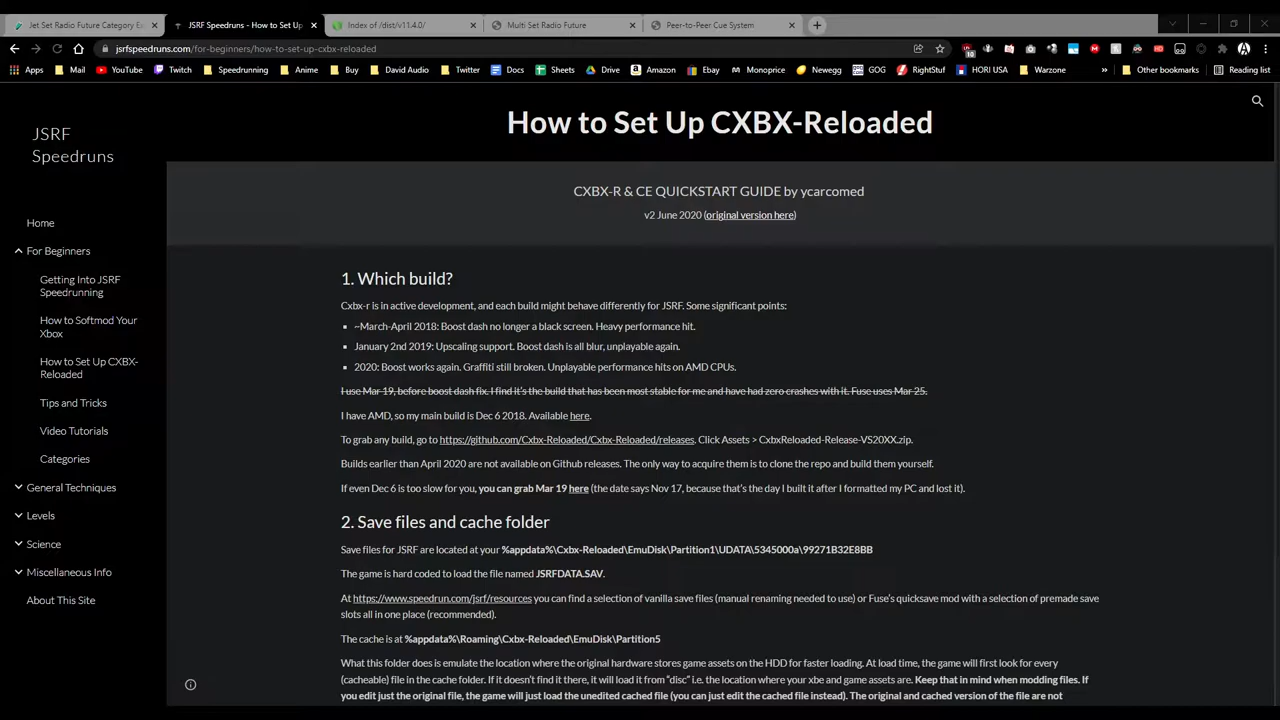 Jet Set Radio Future Category Ex
JSRF Speedruns - How to Set Up
Index of /dist/v11.4.0/
Multi Set Radio Future
Peer-to-Peer Cue System
jsrfspeedruns.com/for-beginners/how-to-set-up-cxbx-reloaded
Apps Mail YouTube Twitch Speedrunning Anime Buy David Audio Twitter Docs Sheets Drive Amazon Ebay Monoprice Newegg GOG RightStuf HORI USA Warzone » Other bookmarks Reading list
JSRF
Speedruns
Home
For Beginners
Getting Into JSRF
Speedrunning
How to Softmod Your
Xbox
How to Set Up CXBX-
Reloaded
Tips and Tricks
Video Tutorials
Categories
General Techniques
Levels
Science
Miscellaneous Info
About This Site
How to Set Up CXBX-Reloaded
CXBX-R & CE QUICKSTART GUIDE by ycarcomed
v2 June 2020 (original version here)
1. Which build?
Cxbx-r is in active development, and each build might behave differently for JSRF. Some significant points:
~March-April 2018: Boost dash no longer a black screen. Heavy performance hit.
January 2nd 2019: Upscaling support. Boost dash is all blur, unplayable again.
2020: Boost works again. Graffiti still broken. Unplayable performance hits on AMD CPUs.
I use Mar 19, before boost dash fix. I find it's the build that has been most stable for me and have had zero crashes with it. Fuse uses Mar 25.
I have AMD, so my main build is Dec 6 2018. Available here.
To grab any build, go to https://github.com/Cxbx-Reloaded/Cxbx-Reloaded/releases. Click Assets > CxbxReloaded-Release-VS20XX.zip.
Builds earlier than April 2020 are not available on Github releases. The only way to acquire them is to clone the repo and build them yourself.
If even Dec 6 is too slow for you, you can grab Mar 19 here (the date says Nov 17, because that's the day I built it after I formatted my PC and lost it).
2. Save files and cache folder
Save files for JSRF are located at your %appdata%\Cxbx-Reloaded\EmuDisk\Partition1\UDATA\5345000a\99271B32E8BB
The game is hard coded to load the file named JSRFDATA.SAV.
At https://www.speedrun.com/jsrf/resources you can find a selection of vanilla save files (manual renaming needed to use) or Fuse's quicksave mod with a selection of premade save
slots all in one place (recommended).
The cache is at %appdata%\Roaming\Cxbx-Reloaded\EmuDisk\Partition5
What this folder does is emulate the location where the original hardware stores game assets on the HDD for faster loading. At load time, the game will first look for every
(cacheable) file in the cache folder. If it doesn't find it there, it will load it from "disc" i.e. the location where your xbe and game assets are. Keep that in mind when modding files. If
you edit just the original file, the game will just load the unedited cached file (you can just edit the cached file instead). The original and cached version of the file are not